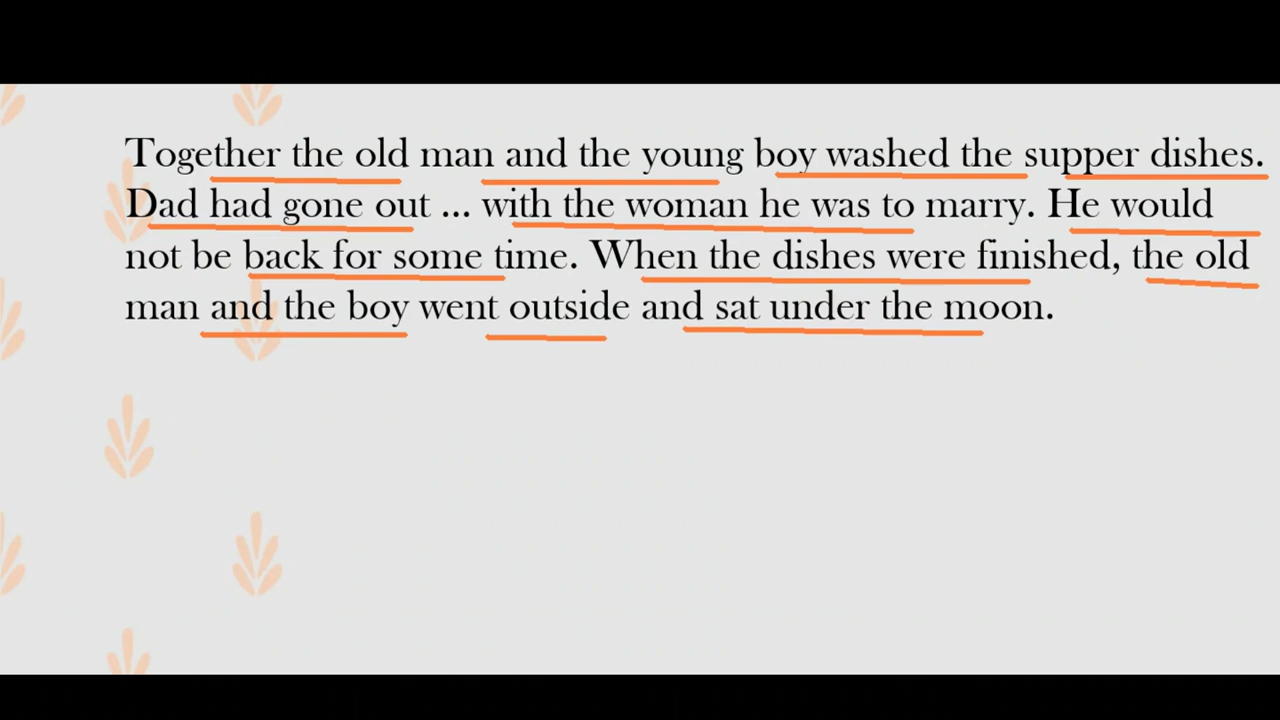 Together the old man and the young boy washed the supper dishes.
Dad had gone out ... with the woman he was to marry. He would
not be back for some time. When the dishes were finished, the old
man and the boy went outside and sat under the moon.